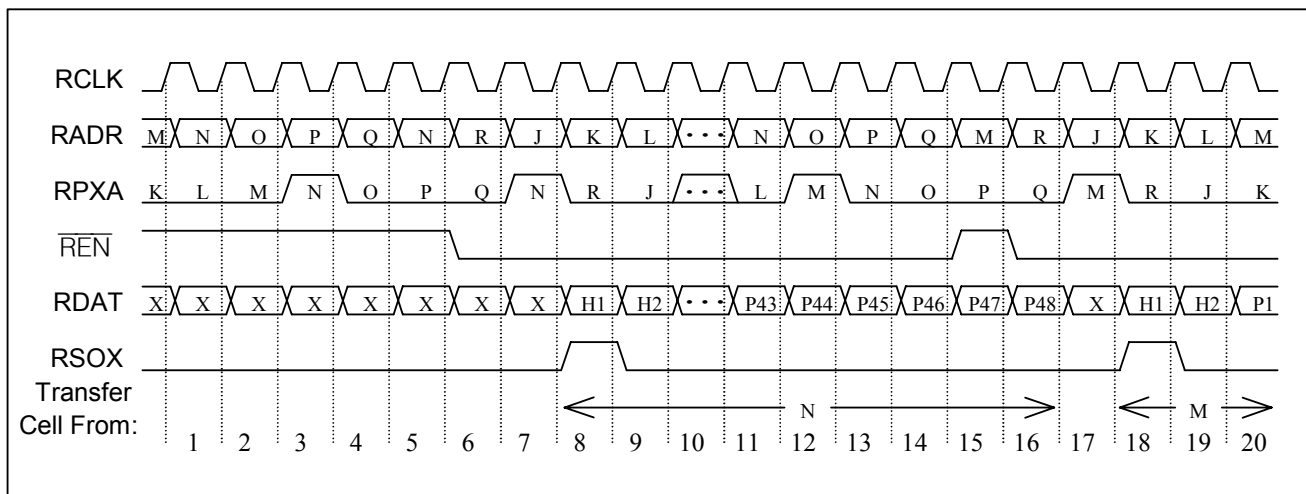 RCLK
RADR M N O P Q N R J K L ··· N O P Q M R J K L M
RPXA K L M N O P Q N R J ··· L M N O P Q M R J K
REN
RDAT X X X X X X X X H1 H2 ··· P43 P44 P45 P46 P47 P48 X H1 H2 P1
RSOX
Transfer
Cell From: N M
1 2 3 4 5 6 7 8 9 10 11 12 13 14 15 16 17 18 19 20